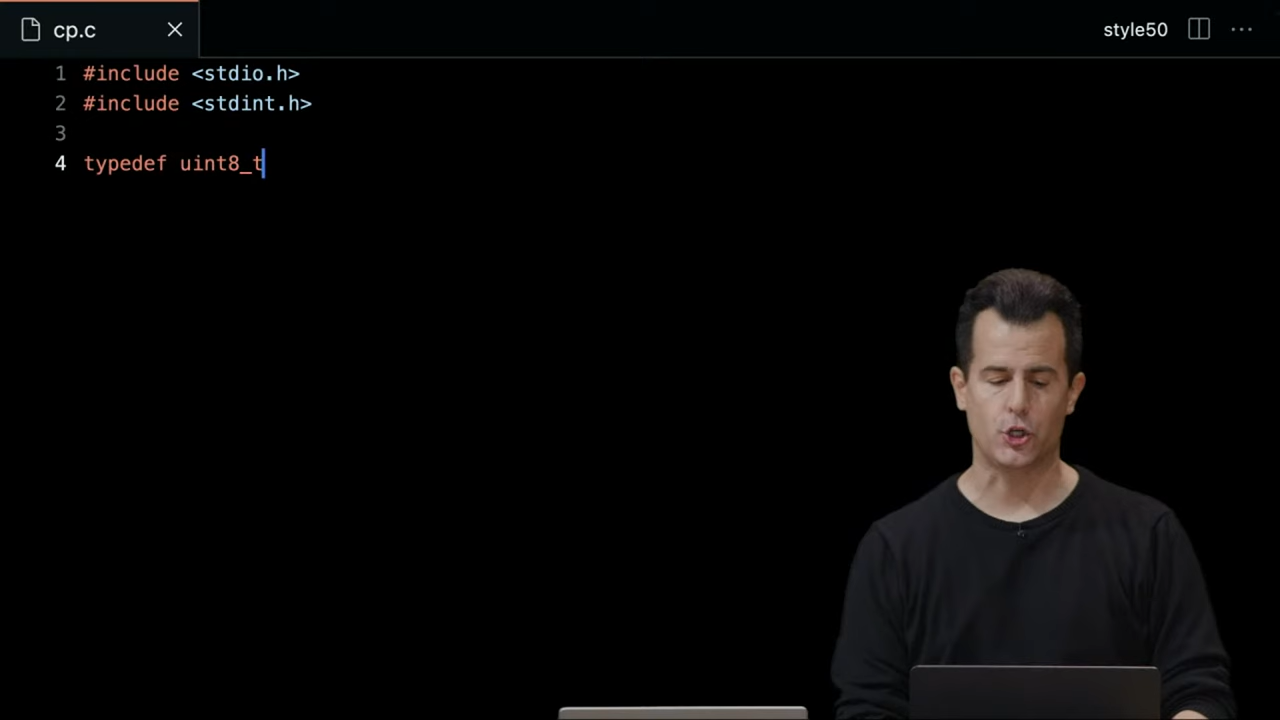 cp.c
style50
1 #include <stdio.h>
2 #include <stdint.h>
3
4 typedef uint8_t